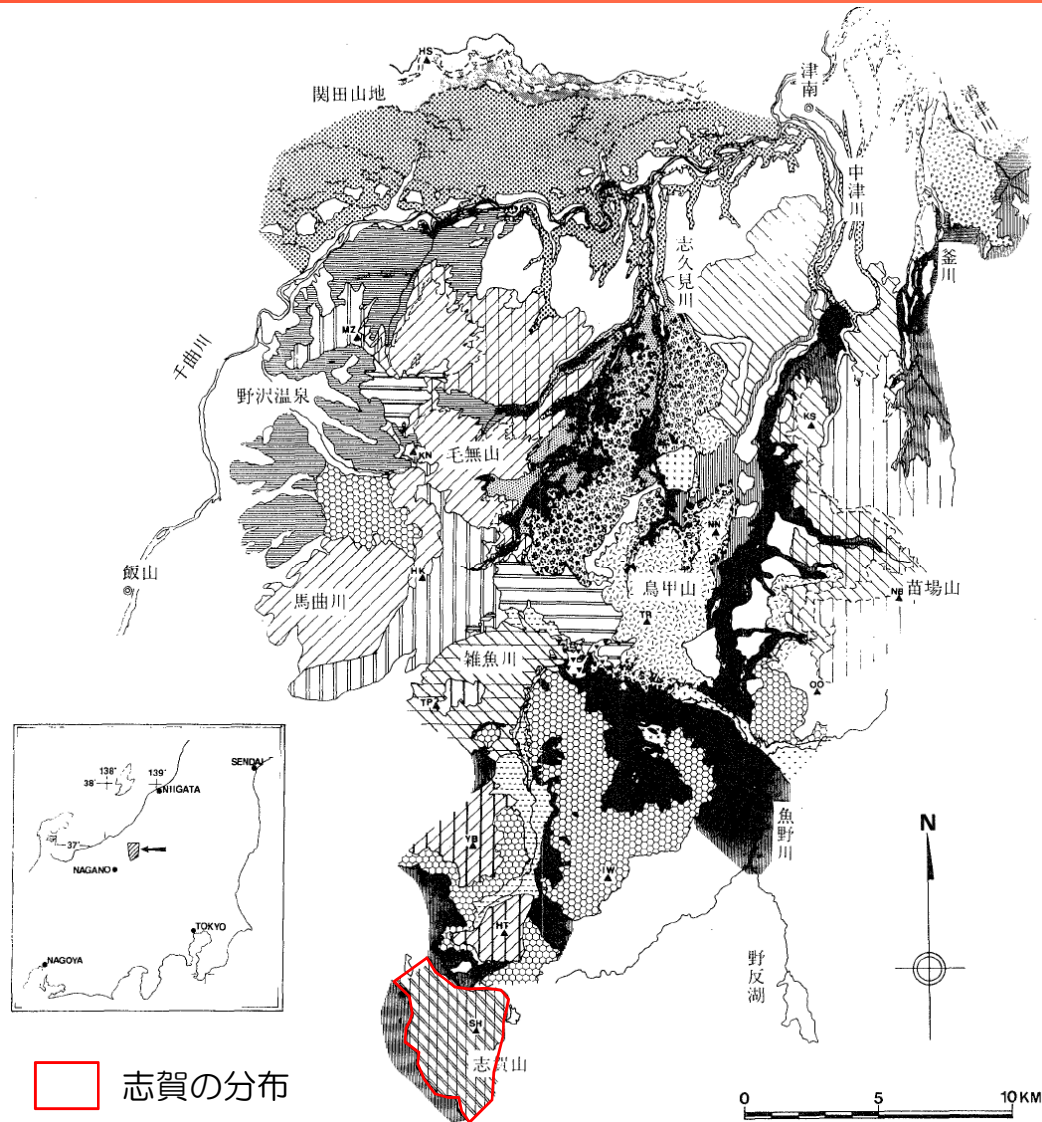 HS
関田山地
津南
清津川
中津川
釜川
志久見川
千曲川
MZ
野沢温泉
KN
毛無山
KS
NN
飯山
HK
馬曲川
鳥甲山
TB
NB
苗場山
雑魚川
TP
OO
YB
IW
魚野川
HT
野反湖
SH
志賀山
N
138°
139°
38°
37°
SENDAI
NIIGATA
NAGANO
TOKYO
NAGOYA
志賀の分布
0 5 10 KM